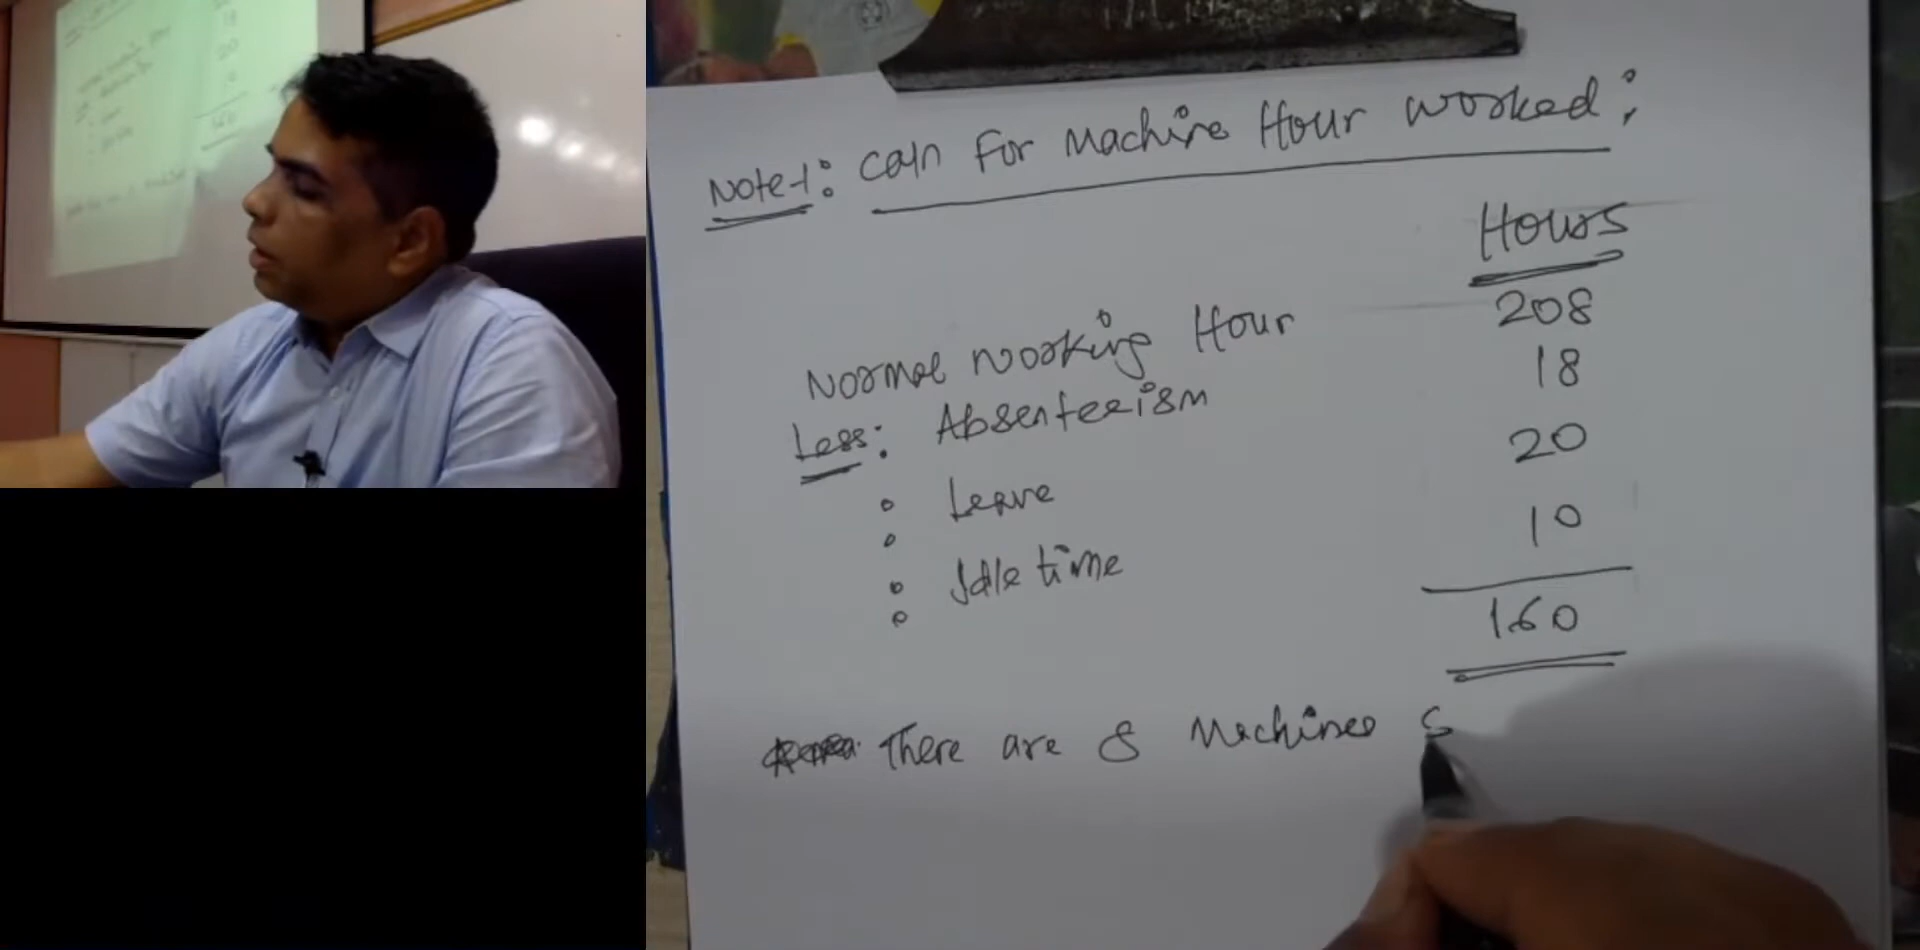 Note-1: Caln For Machine Hour Worked:
Hours
Normal Working Hour 208
Less: Absenteeism 18
Leave 20
Idle time 10
160
There are 8 Machines S